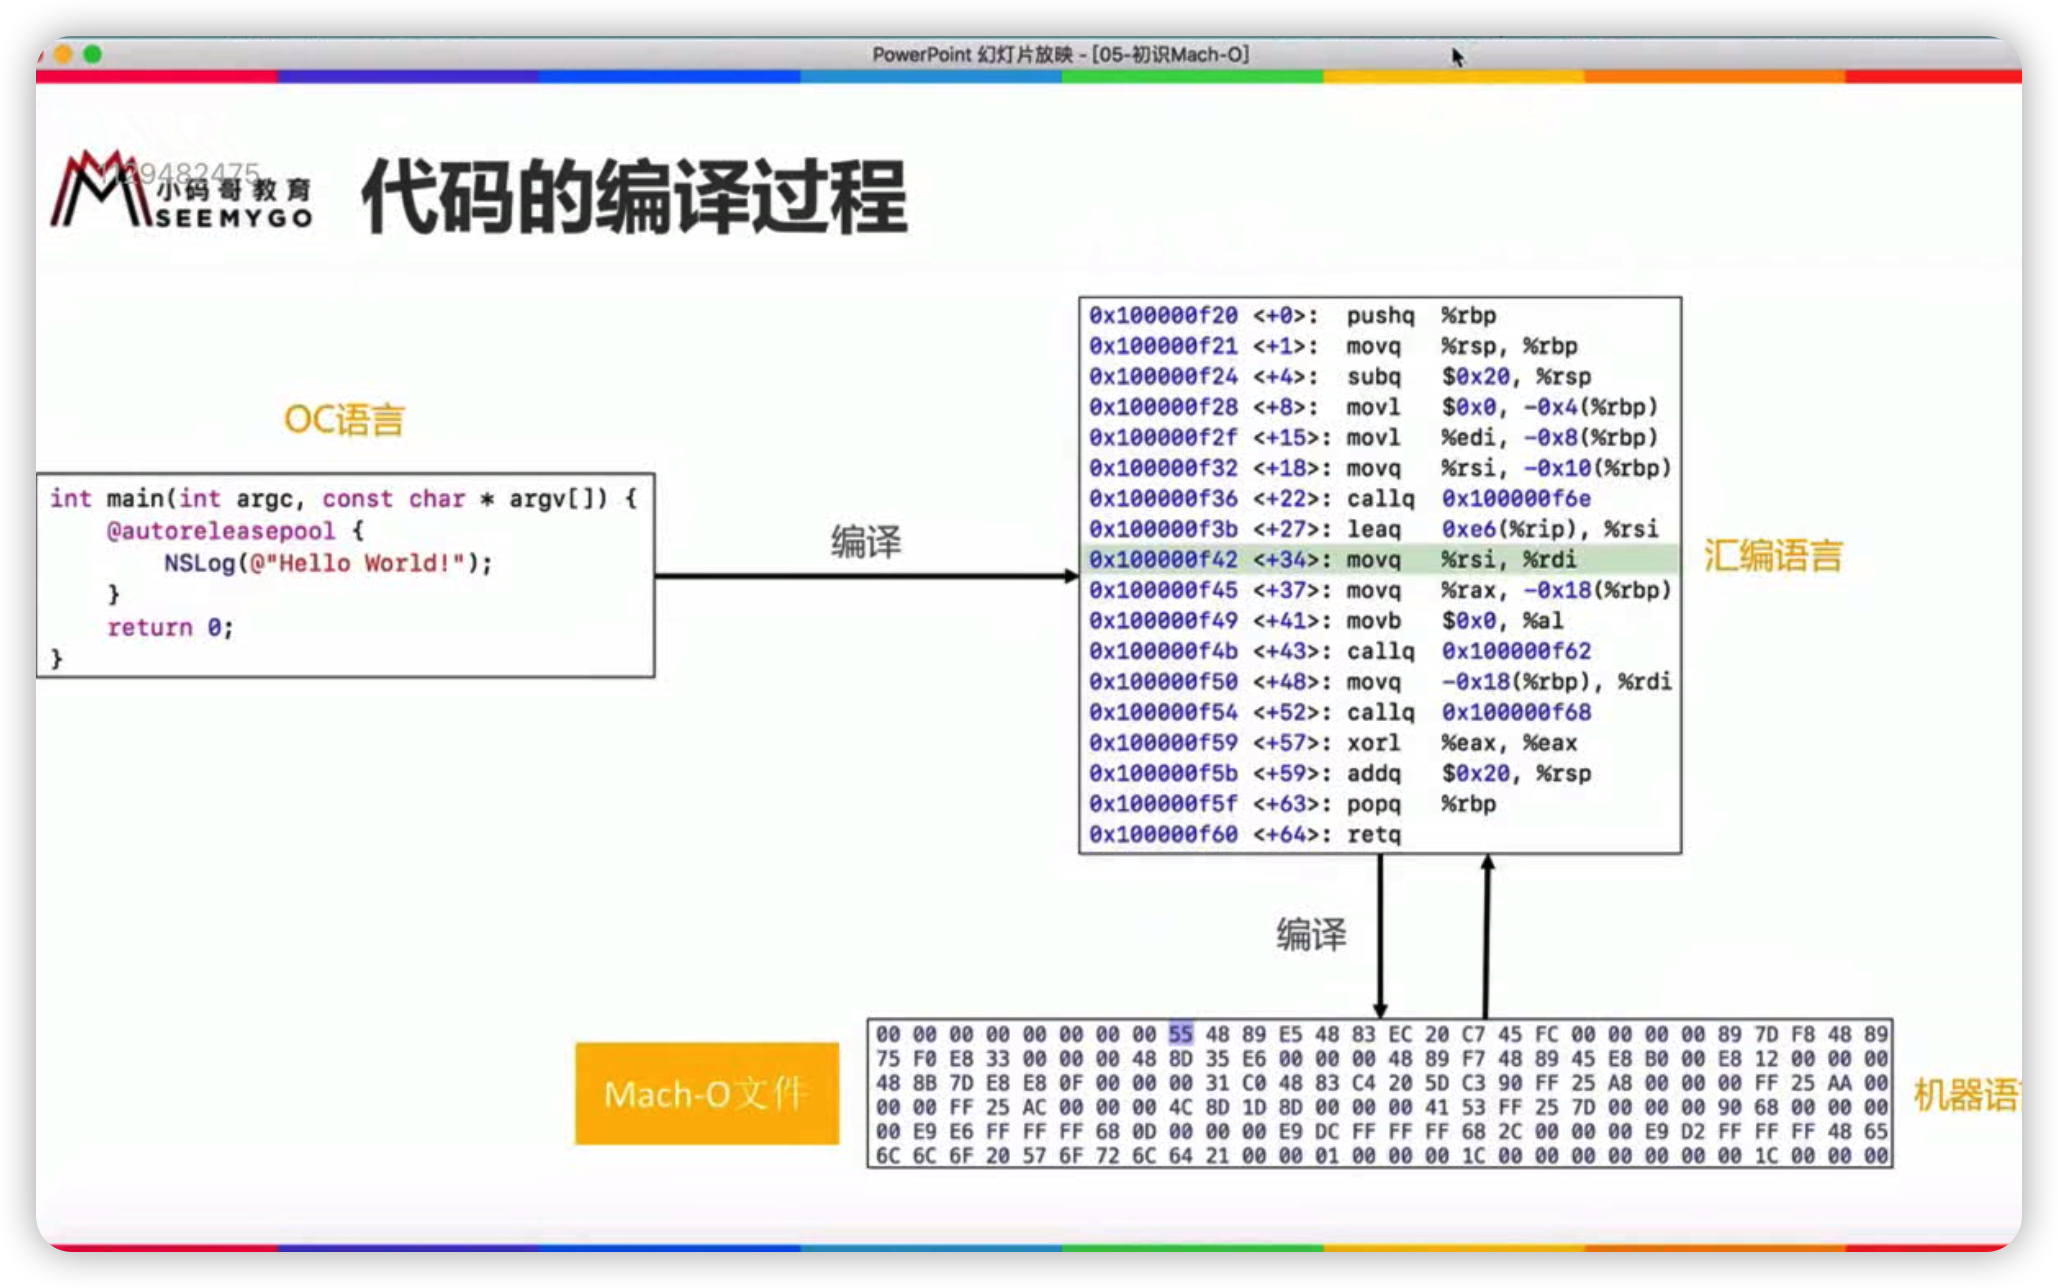 PowerPoint 幻灯片放映 - [05-初识Mach-O]
1129482475
小码哥教育
SEEMYGO
代码的编译过程
OC语言
int main(int argc, const char * argv[]) {
@autoreleasepool {
NSLog(@"Hello World!");
}
return 0;
}
编译
0x100000f20 <+0>: pushq %rbp
0x100000f21 <+1>: movq %rsp, %rbp
0x100000f24 <+4>: subq $0x20, %rsp
0x100000f28 <+8>: movl $0x0, -0x4(%rbp)
0x100000f2f <+15>: movl %edi, -0x8(%rbp)
0x100000f32 <+18>: movq %rsi, -0x10(%rbp)
0x100000f36 <+22>: callq 0x100000f6e
0x100000f3b <+27>: leaq 0xe6(%rip), %rsi
0x100000f42 <+34>: movq %rsi, %rdi
0x100000f45 <+37>: movq %rax, -0x18(%rbp)
0x100000f49 <+41>: movb $0x0, %al
0x100000f4b <+43>: callq 0x100000f62
0x100000f50 <+48>: movq -0x18(%rbp), %rdi
0x100000f54 <+52>: callq 0x100000f68
0x100000f59 <+57>: xorl %eax, %eax
0x100000f5b <+59>: addq $0x20, %rsp
0x100000f5f <+63>: popq %rbp
0x100000f60 <+64>: retq
汇编语言
编译
Mach-O文件
00 00 00 00 00 00 00 00 55 48 89 E5 48 83 EC 20 C7 45 FC 00 00 00 00 89 7D F8 48 89
75 F0 E8 33 00 00 00 48 8D 35 E6 00 00 00 48 89 F7 48 89 45 E8 B0 00 E8 12 00 00 00
48 8B 7D E8 E8 0F 00 00 00 31 C0 48 83 C4 20 5D C3 90 FF 25 A8 00 00 00 FF 25 AA 00
00 00 FF 25 AC 00 00 00 4C 8D 1D 8D 00 00 00 41 53 FF 25 7D 00 00 00 90 68 00 00 00
00 E9 E6 FF FF FF 68 0D 00 00 00 E9 DC FF FF FF 68 2C 00 00 00 E9 D2 FF FF FF 48 65
6C 6C 6F 20 57 6F 72 6C 64 21 00 00 01 00 00 00 1C 00 00 00 00 00 00 00 1C 00 00 00
机器语